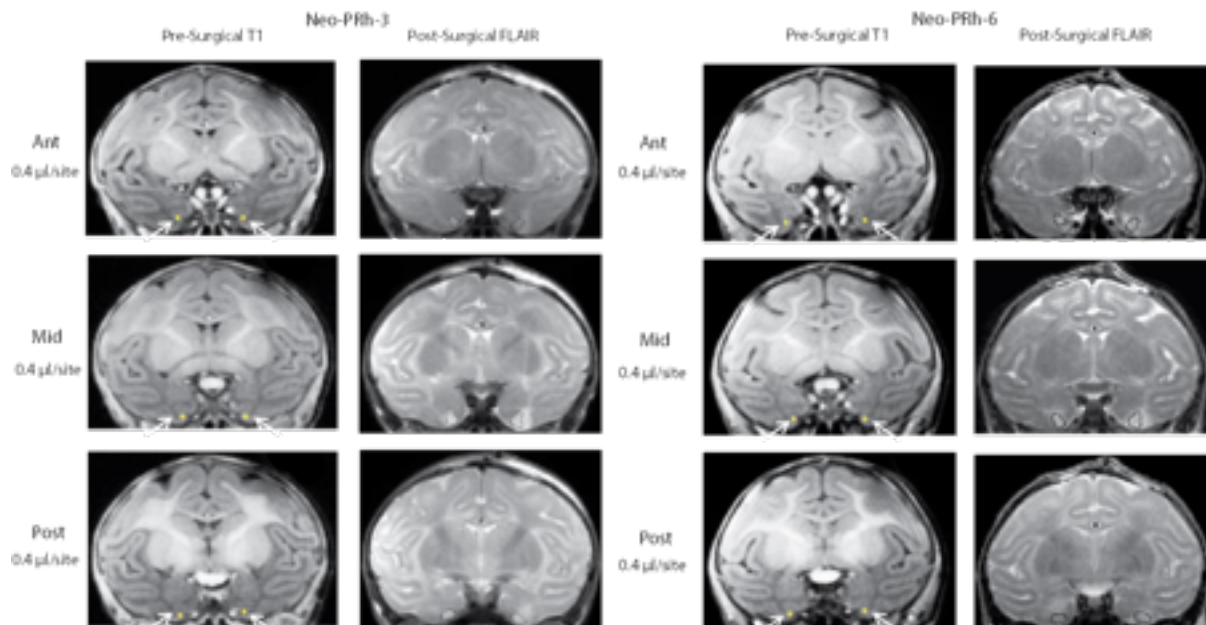 Neo-PRh-3
Pre-Surgical T1 Post-Surgical FLAIR
Ant
0.4 µl/site
Mid
0.4 µl/site
Post
0.4 µl/site
Neo-PRh-6
Pre-Surgical T1 Post-Surgical FLAIR
Ant
0.4 µl/site
Mid
0.4 µl/site
Post
0.4 µl/site